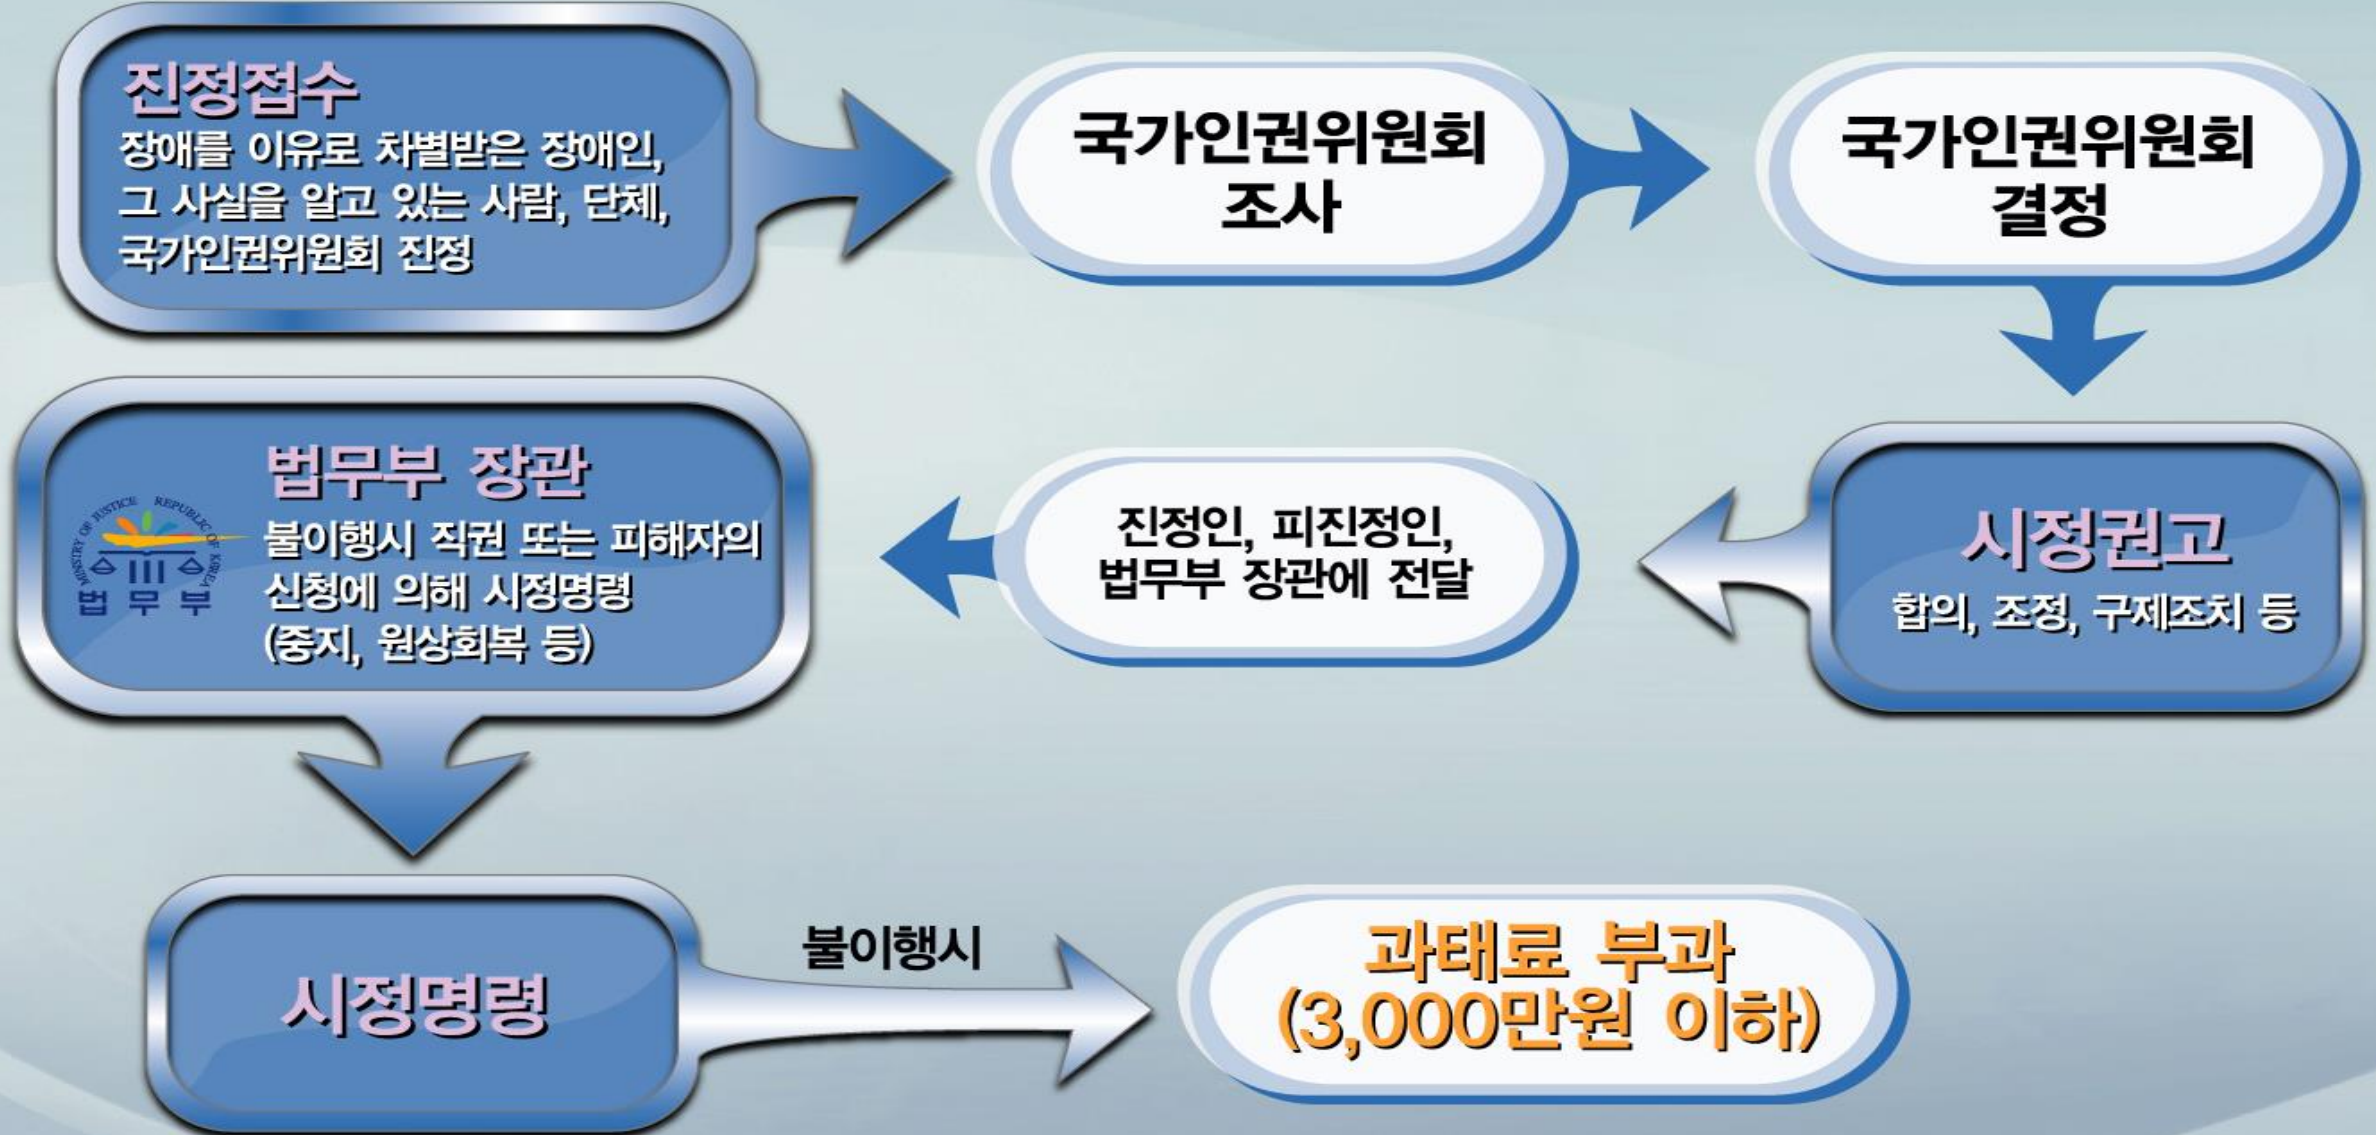 진정접수
장애를 이유로 차별받은 장애인,
그 사실을 알고 있는 사람, 단체,
국가인권위원회 진정
국가인권위원회
조사
국가인권위원회
결정
시정권고
합의, 조정, 구제조치 등
진정인, 피진정인,
법무부 장관에 전달
법무부 장관
불이행시 직권 또는 피해자의
신청에 의해 시정명령
(중지, 원상회복 등)
MINISTRY OF JUSTICE REPUBLIC OF KOREA
법무부
시정명령
불이행시
과태료 부과
(3,000만원 이하)